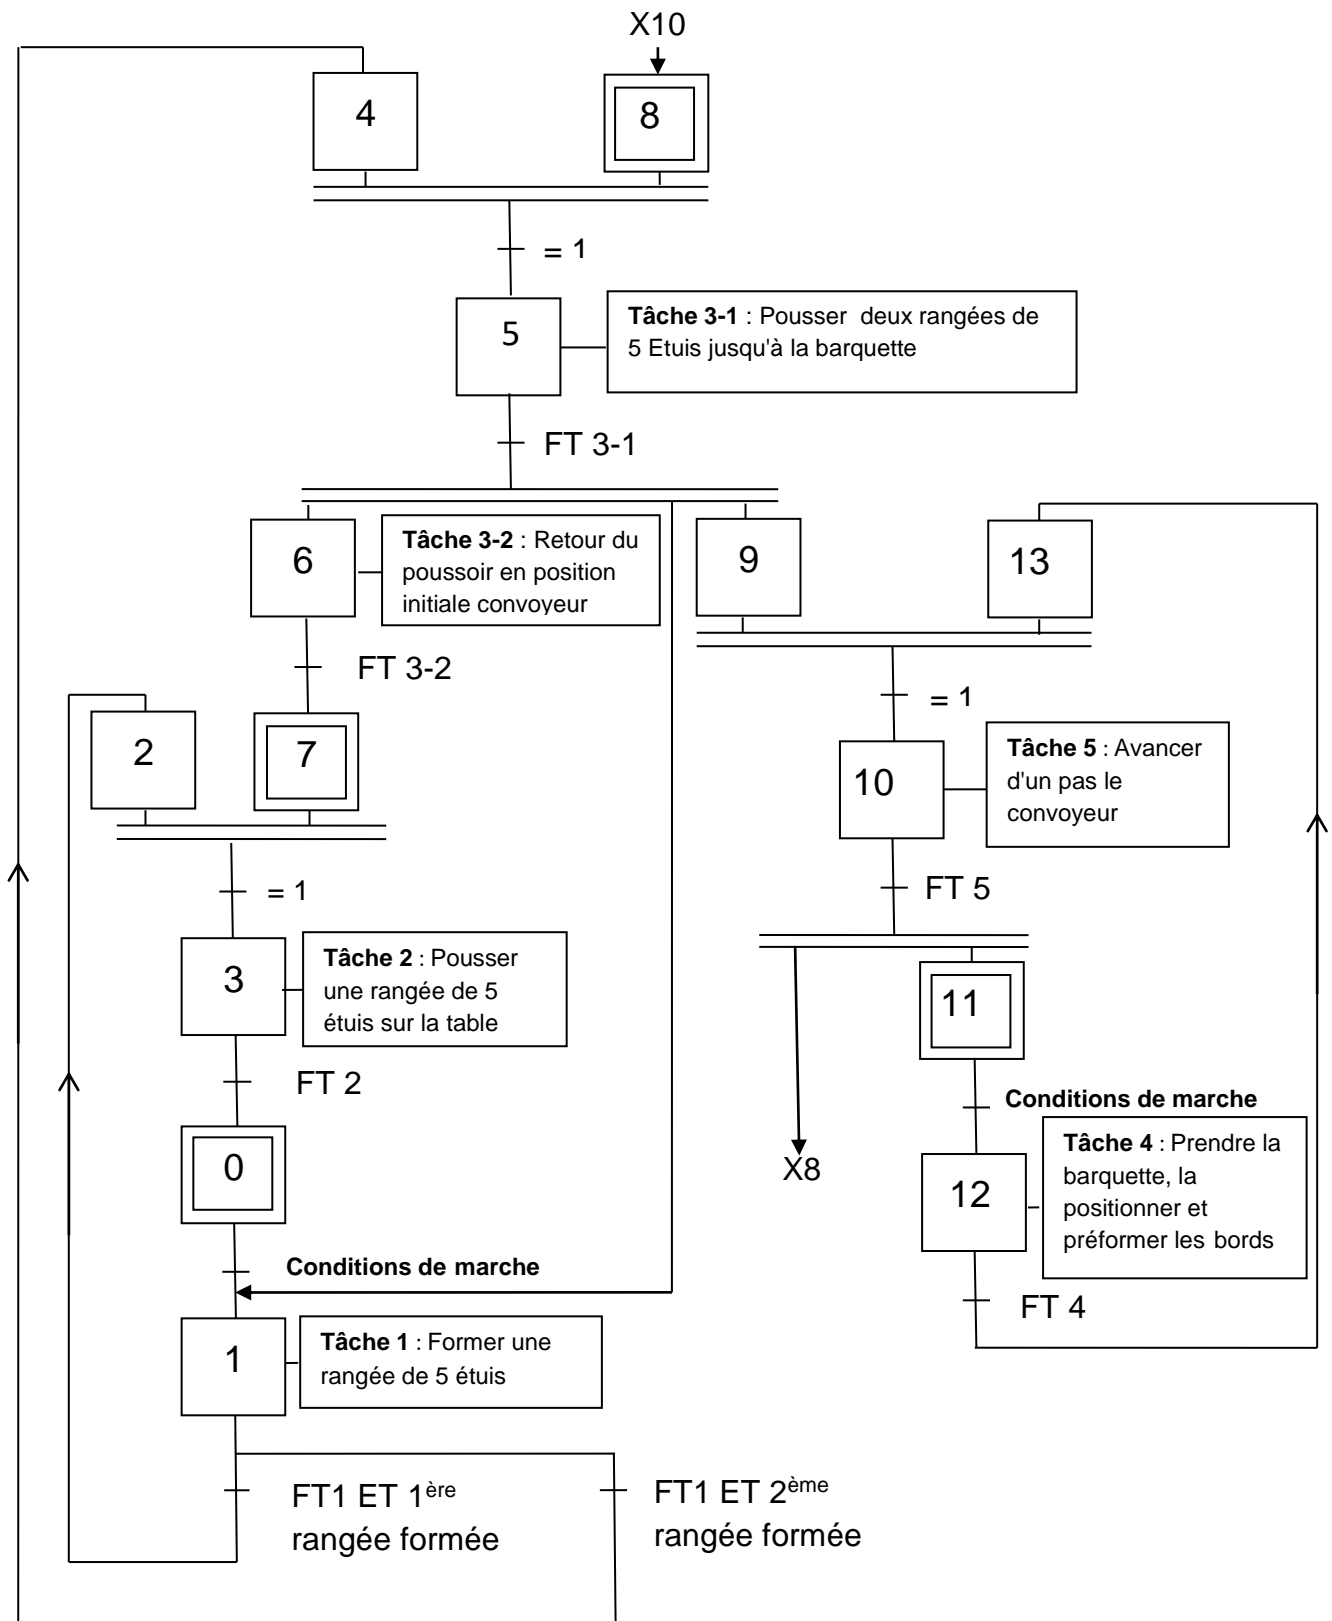 X10
4
8
= 1
5
Tâche 3-1 : Pousser deux rangées de
5 Etuis jusqu'à la barquette
FT 3-1
6
Tâche 3-2 : Retour du
poussoir en position
initiale convoyeur
9
13
FT 3-2
= 1
2
7
10
Tâche 5 : Avancer
d'un pas le
convoyeur
= 1
FT 5
3
Tâche 2 : Pousser
une rangée de 5
étuis sur la table
11
FT 2
Conditions de marche
0
X8
12
Tâche 4 : Prendre la
barquette, la
positionner et
préformer les bords
Conditions de marche
FT 4
1
Tâche 1 : Former une
rangée de 5 étuis
FT1 ET 1ère
rangée formée
FT1 ET 2ème
rangée formée